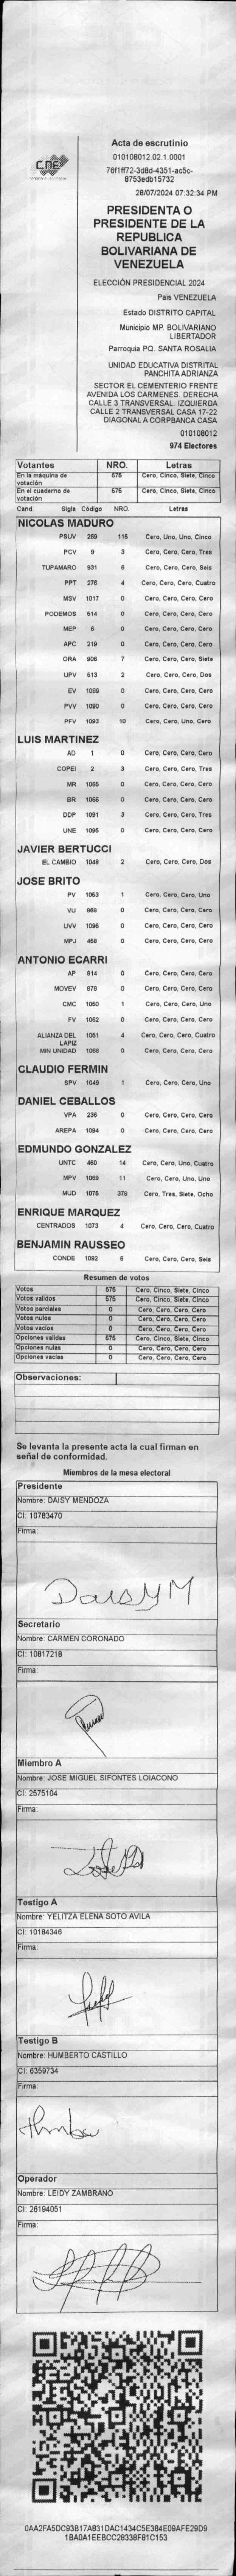 CNE
Acta de escrutinio
010108012.02.1.0001
76f1ff72-3d8d-4351-ac5c-
8753edb15732
28/07/2024 07:32:34 PM
PRESIDENTA O
PRESIDENTE DE LA
REPUBLICA
BOLIVARIANA DE
VENEZUELA
ELECCIÓN PRESIDENCIAL 2024
Pais VENEZUELA
Estado DISTRITO CAPITAL
Municipio MP. BOLIVARIANO
LIBERTADOR
Parroquia PQ. SANTA ROSALIA
UNIDAD EDUCATIVA DISTRITAL
PANCHITA ADRIANZA
SECTOR EL CEMENTERIO FRENTE
AVENIDA LOS CARMENES. DERECHA
CALLE 3 TRANSVERSAL. IZQUIERDA
CALLE 2 TRANSVERSAL CASA 17-22
DIAGONAL A CORPBANCA CASA
010108012
974 Electores
Votantes NRO. Letras
En la máquina de votación 575 Cero, Cinco, Siete, Cinco
En el cuaderno de votación 575 Cero, Cinco, Siete, Cinco
Cand. Sigla Código NRO. Letras
NICOLAS MADURO
PSUV 269 115 Cero, Uno, Uno, Cinco
PCV 9 3 Cero, Cero, Cero, Tres
TUPAMARO 931 6 Cero, Cero, Cero, Seis
PPT 276 4 Cero, Cero, Cero, Cuatro
MSV 1017 0 Cero, Cero, Cero, Cero
PODEMOS 514 0 Cero, Cero, Cero, Cero
MEP 6 0 Cero, Cero, Cero, Cero
APC 219 0 Cero, Cero, Cero, Cero
ORA 906 7 Cero, Cero, Cero, Siete
UPV 513 2 Cero, Cero, Cero, Dos
EV 1089 0 Cero, Cero, Cero, Cero
PVV 1090 0 Cero, Cero, Cero, Cero
PFV 1093 10 Cero, Cero, Uno, Cero
LUIS MARTINEZ
AD 1 0 Cero, Cero, Cero, Cero
COPEI 2 3 Cero, Cero, Cero, Tres
MR 1065 0 Cero, Cero, Cero, Cero
BR 1066 0 Cero, Cero, Cero, Cero
DDP 1091 3 Cero, Cero, Cero, Tres
UNE 1095 0 Cero, Cero, Cero, Cero
JAVIER BERTUCCI
EL CAMBIO 1048 2 Cero, Cero, Cero, Dos
JOSE BRITO
PV 1053 1 Cero, Cero, Cero, Uno
VU 868 0 Cero, Cero, Cero, Cero
UVV 1096 0 Cero, Cero, Cero, Cero
MPJ 458 0 Cero, Cero, Cero, Cero
ANTONIO ECARRI
AP 814 0 Cero, Cero, Cero, Cero
MOVEV 878 0 Cero, Cero, Cero, Cero
CMC 1050 1 Cero, Cero, Cero, Uno
FV 1062 0 Cero, Cero, Cero, Cero
ALIANZA DEL LAPIZ 1051 4 Cero, Cero, Cero, Cuatro
MIN UNIDAD 1068 0 Cero, Cero, Cero, Cero
CLAUDIO FERMIN
SPV 1049 1 Cero, Cero, Cero, Uno
DANIEL CEBALLOS
VPA 236 0 Cero, Cero, Cero, Cero
AREPA 1094 0 Cero, Cero, Cero, Cero
EDMUNDO GONZALEZ
UNTC 460 14 Cero, Cero, Uno, Cuatro
MPV 1069 11 Cero, Cero, Uno, Uno
MUD 1075 378 Cero, Tres, Siete, Ocho
ENRIQUE MARQUEZ
CENTRADOS 1073 4 Cero, Cero, Cero, Cuatro
BENJAMIN RAUSSEO
CONDE 1092 6 Cero, Cero, Cero, Seis
Resumen de votos
Votos 575 Cero, Cinco, Siete, Cinco
Votos validos 575 Cero, Cinco, Siete, Cinco
Votos parciales 0 Cero, Cero, Cero, Cero
Votos nulos 0 Cero, Cero, Cero, Cero
Votos vacios 0 Cero, Cero, Cero, Cero
Opciones validas 575 Cero, Cinco, Siete, Cinco
Opciones nulas 0 Cero, Cero, Cero, Cero
Opciones vacias 0 Cero, Cero, Cero, Cero
Observaciones:
Se levanta la presente acta la cual firman en
señal de conformidad.
Miembros de la mesa electoral
Presidente
Nombre: DAISY MENDOZA
CI: 10783470
Firma:
Daisy M
Secretario
Nombre: CARMEN CORONADO
CI: 10817218
Firma:
Miembro A
Nombre: JOSE MIGUEL SIFONTES LOIACONO
CI: 2575104
Firma:
Testigo A
Nombre: YELITZA ELENA SOTO AVILA
CI: 10184346
Firma:
Testigo B
Nombre: HUMBERTO CASTILLO
CI: 6359734
Firma:
Operador
Nombre: LEIDY ZAMBRANO
CI: 26194051
Firma:
0AA2FA5DC93B17A831DAC1434C5E384E09AFE29D9
1BA0A1EEBCC28338F81C153